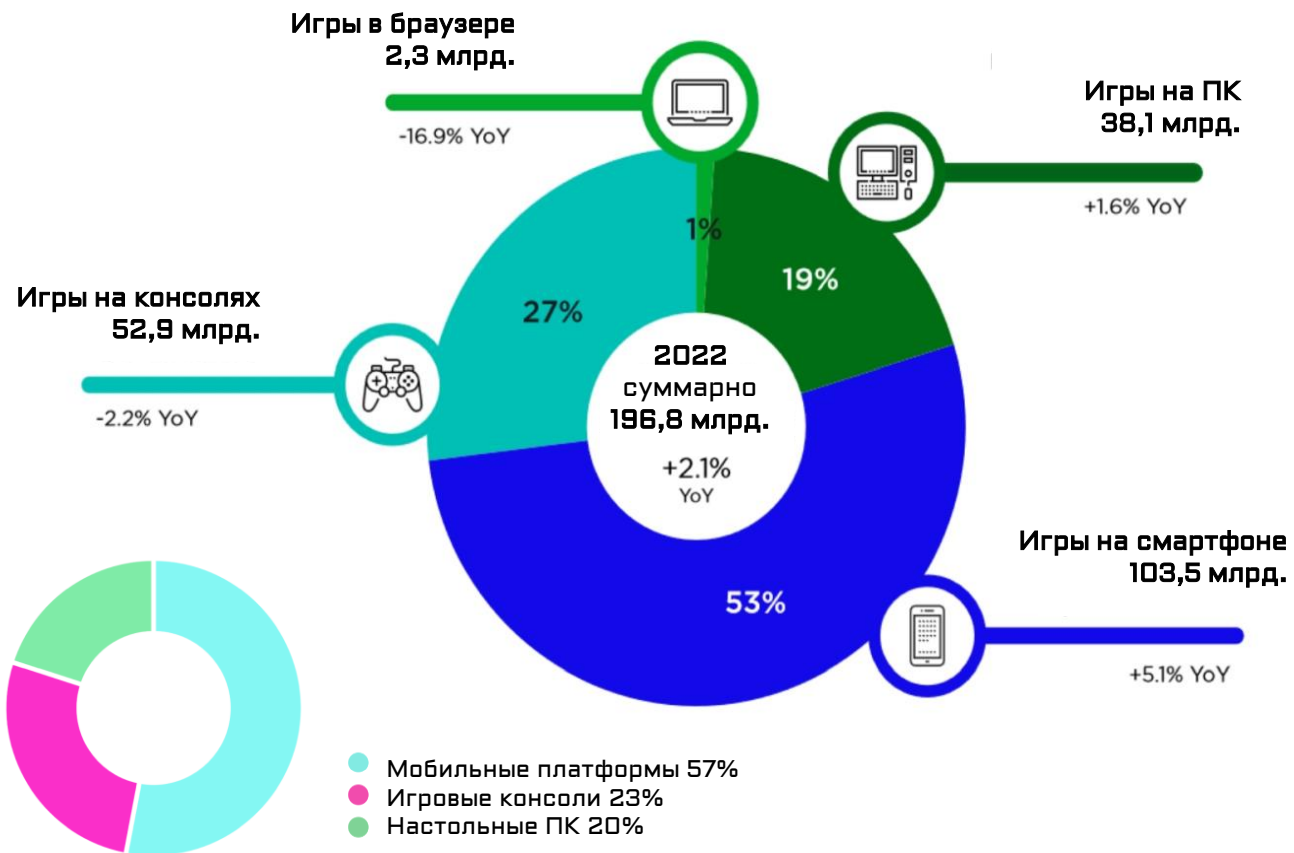 Игры в браузере
2,3 млрд.
-16.9% YoY
Игры на ПК
38,1 млрд.
+1.6% YoY
1%
19%
27%
Игры на консолях
52,9 млрд.
-2.2% YoY
2022
суммарно
196,8 млрд.
+2.1%
YoY
53%
Игры на смартфоне
103,5 млрд.
+5.1% YoY
Мобильные платформы 57%
Игровые консоли 23%
Настольные ПК 20%